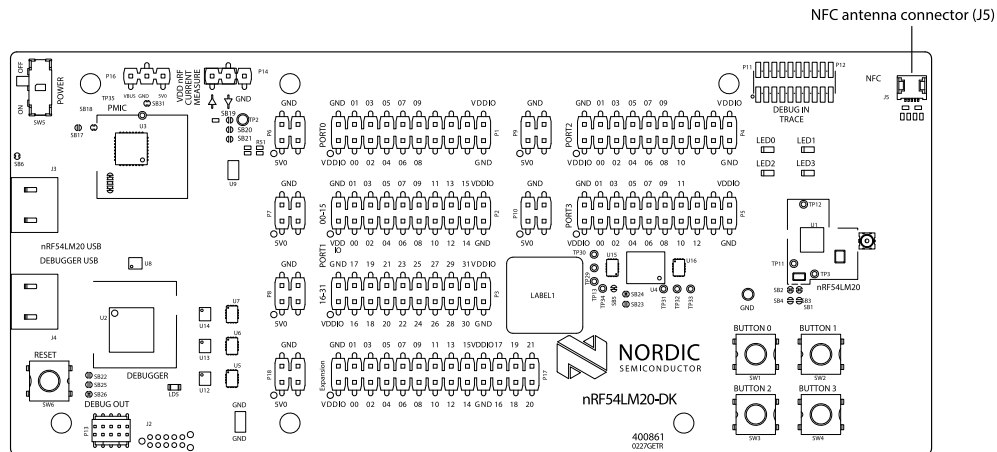 NFC antenna connector (J5)
OFF
ON
SW5
POWER
P16
VBUS GND 5V0
TP35
SB31
SB18
PMIC
U3
SB17
SB6
VDD nRF
CURRENT
MEASURE
P14
GND
SB19
TP2
SB20
SB21
R51
U9
GND
P6
5V0
PORT0
GND 01 03 05 07 09 VDDIO
VDDIO 00 02 04 06 08 GND
P1
GND
P9
5V0
PORT2
GND 01 03 05 07 09 VDDIO
VDDIO 00 02 04 06 08 10 GND
P4
P11
P12
DEBUG IN
TRACE
NFC
J5
LED0 LED1
LED2 LED3
J3
nRF54LM20 USB
DEBUGGER USB
J4
U8
GND
P7
5V0
00-15
PORT1
GND 01 03 05 07 09 11 13 15 VDDIO
VDD
IO
00 02 04 06 08 10 12 14 GND
P2
GND
P10
5V0
PORT3
GND 01 03 05 07 09 11 VDDIO
VDDIO 00 02 04 06 08 10 12 GND
P5
TP12
U1
TP11
TP3
nRF54LM20
SB2
SB4
SB3
SB1
GND
P8
5V0
16-31
GND 17 19 21 23 25 27 29 31 VDDIO
VDDIO 16 18 20 22 24 26 28 30 GND
P3
LABEL1
TP30
TP29
TP13
TP34
U15
SB5
U4
SB24
SB23
U16
TP31
TP32
TP33
GND
U2
DEBUGGER
U7
U14
U6
U13
U5
U12
RESET
SW6
SB22
SB25
SB26
LD5
DEBUG OUT
P13
J2
GND
GND
GND
P18
5V0
Expansion
GND 01 03 05 07 09 11 13 15 VDDIO 17 19 21
VDDIO 00 02 04 06 08 10 12 14 GND 16 18 20
P17
NORDIC
SEMICONDUCTOR
nRF54LM20-DK
400861
0227GETR
BUTTON 0 BUTTON 1
SW1 SW2
BUTTON 2 BUTTON 3
SW3 SW4